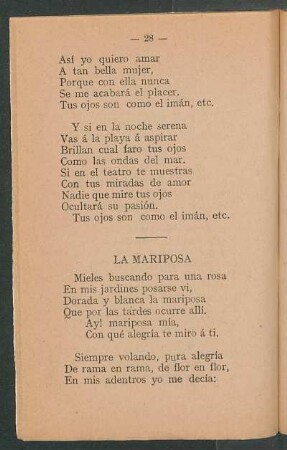 — 28 —
Así yo quiero amar
A tan bella mujer,
Porque con ella nunca
Se me acabará el placer.
Tus ojos son como el imán, etc.
Y si en la noche serena
Vas á la playa á aspirar
Brillan cual faro tus ojos
Como las ondas del mar.
Si en el teatro te muestras
Con tus miradas de amor
Nadie que mire tus ojos
Ocultará su pasión.
Tus ojos son como el imán, etc.
LA MARIPOSA
Mieles buscando para una rosa
En mis jardines posarse vi,
Dorada y blanca la mariposa
Que por las tardes ocurre allí.
Ay! mariposa mía,
Con qué alegría te miro á ti.
Siempre volando, pura alegría
De rama en rama, de flor en flor,
En mis adentros yo me decía: